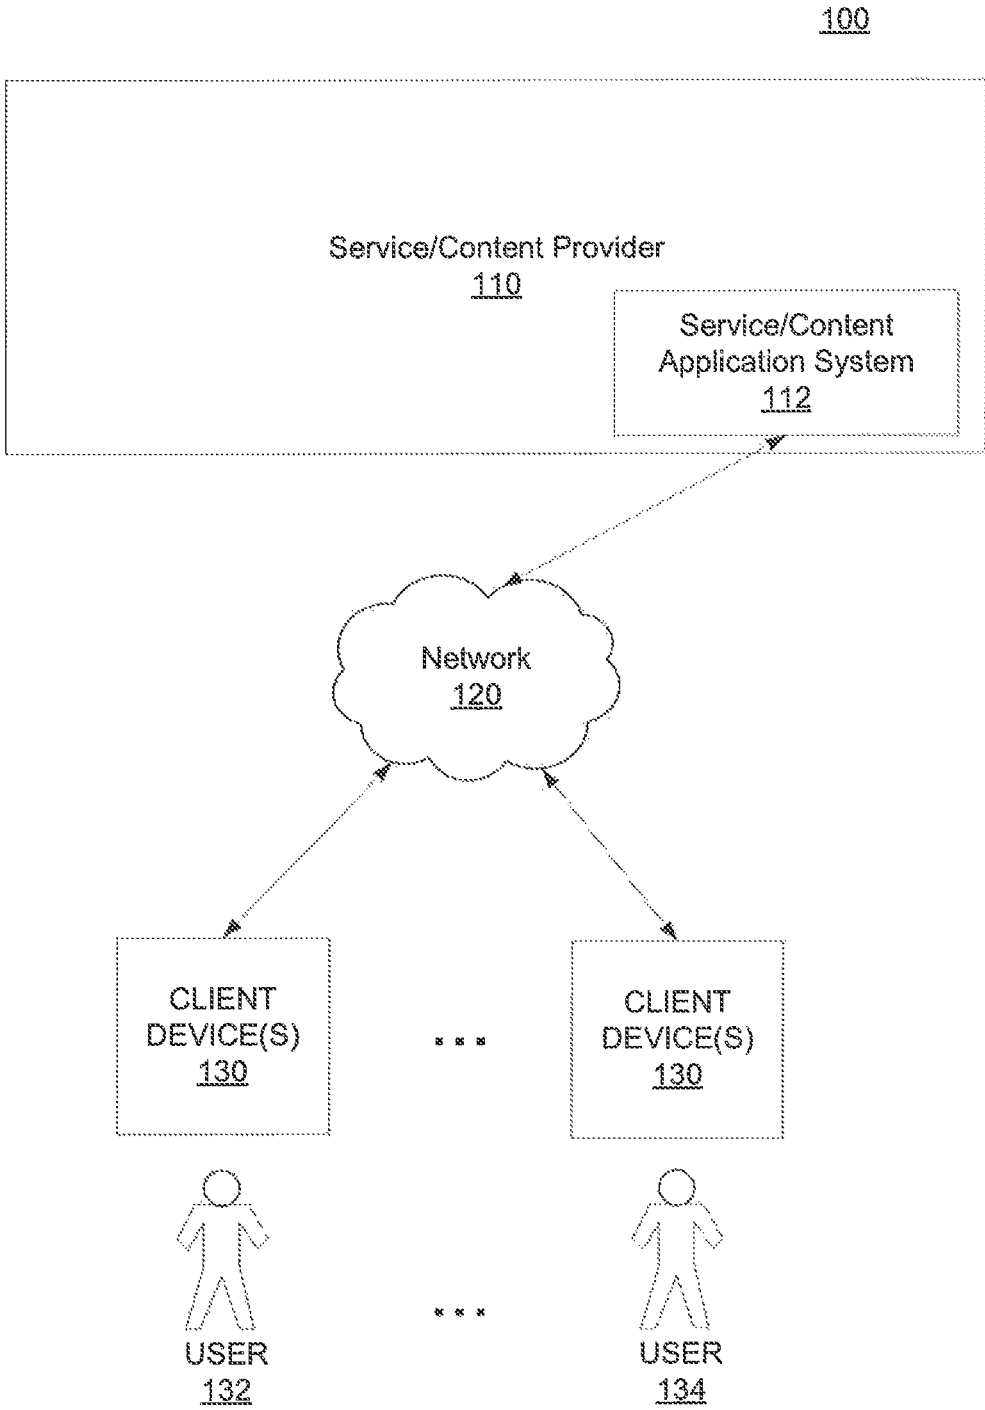 100
Service/Content Provider
110
Service/Content
Application System
112
Network
120
CLIENT
DEVICE(S)
130
...
CLIENT
DEVICE(S)
130
USER
132
...
USER
134